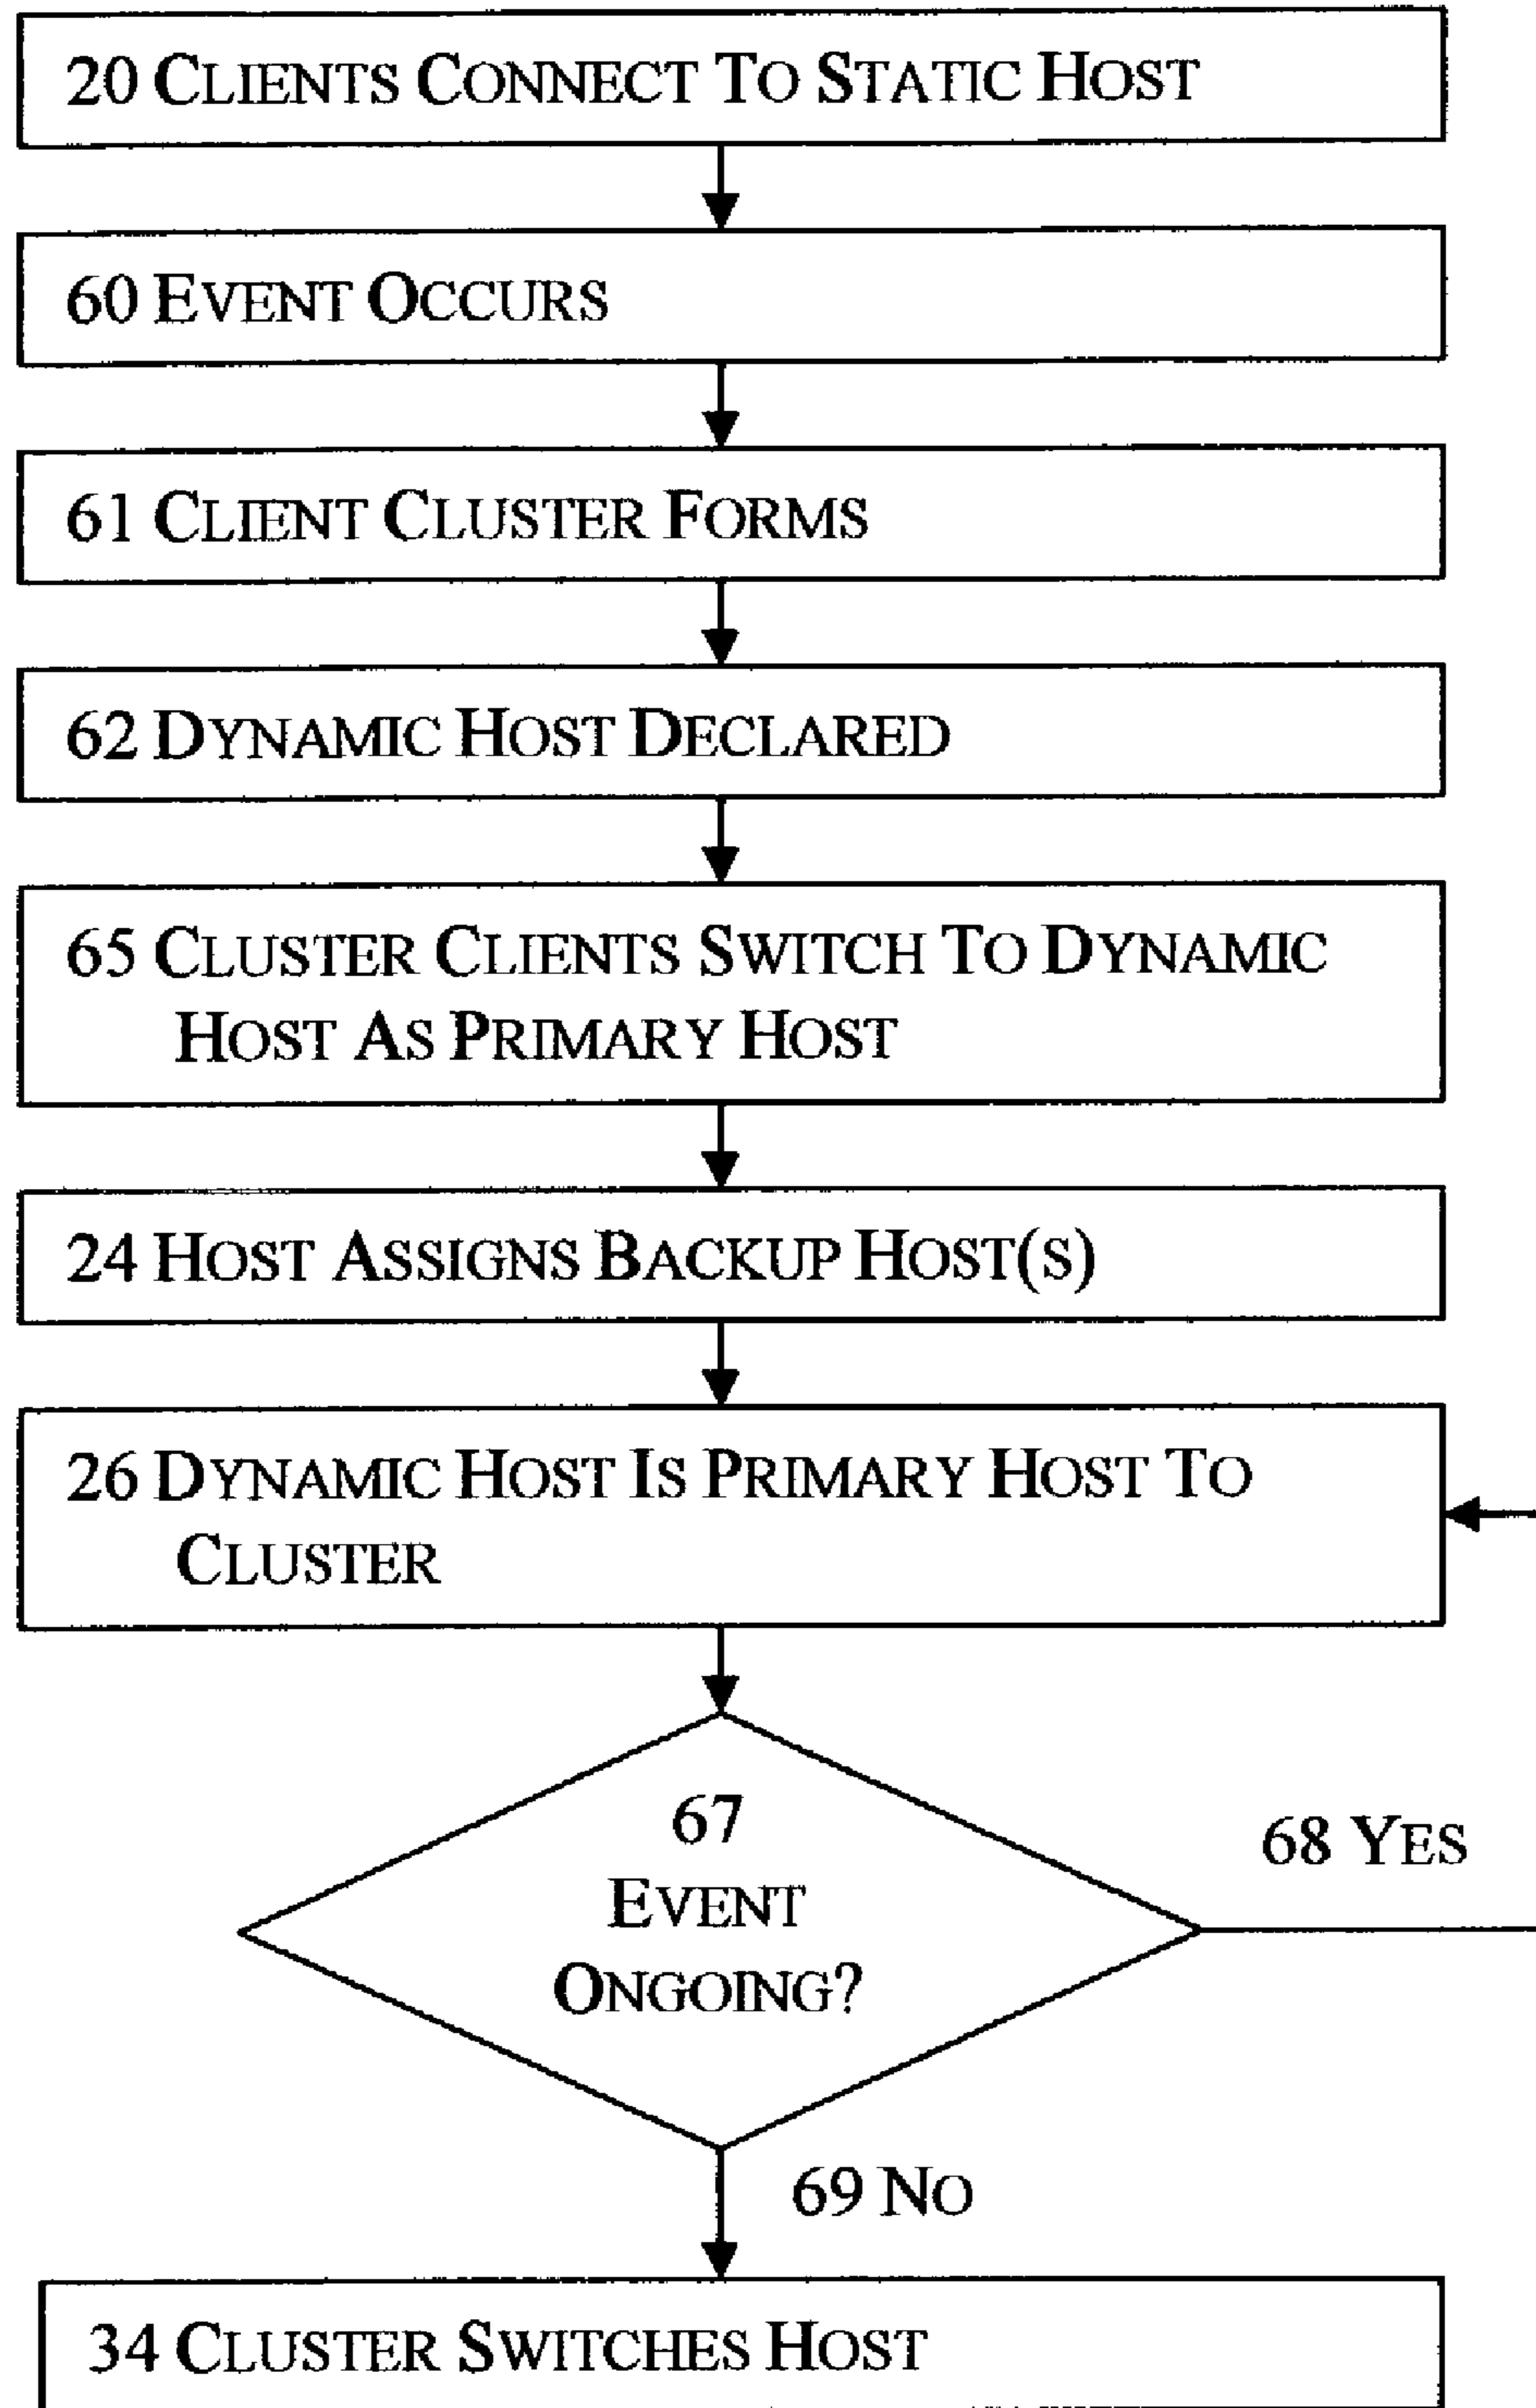 20 CLIENTS CONNECT TO STATIC HOST
60 EVENT OCCURS
61 CLIENT CLUSTER FORMS
62 DYNAMIC HOST DECLARED
65 CLUSTER CLIENTS SWITCH TO DYNAMIC
HOST AS PRIMARY HOST
24 HOST ASSIGNS BACKUP HOST(S)
26 DYNAMIC HOST IS PRIMARY HOST TO
CLUSTER
67
EVENT
ONGOING?
68 YES
69 NO
34 CLUSTER SWITCHES HOST